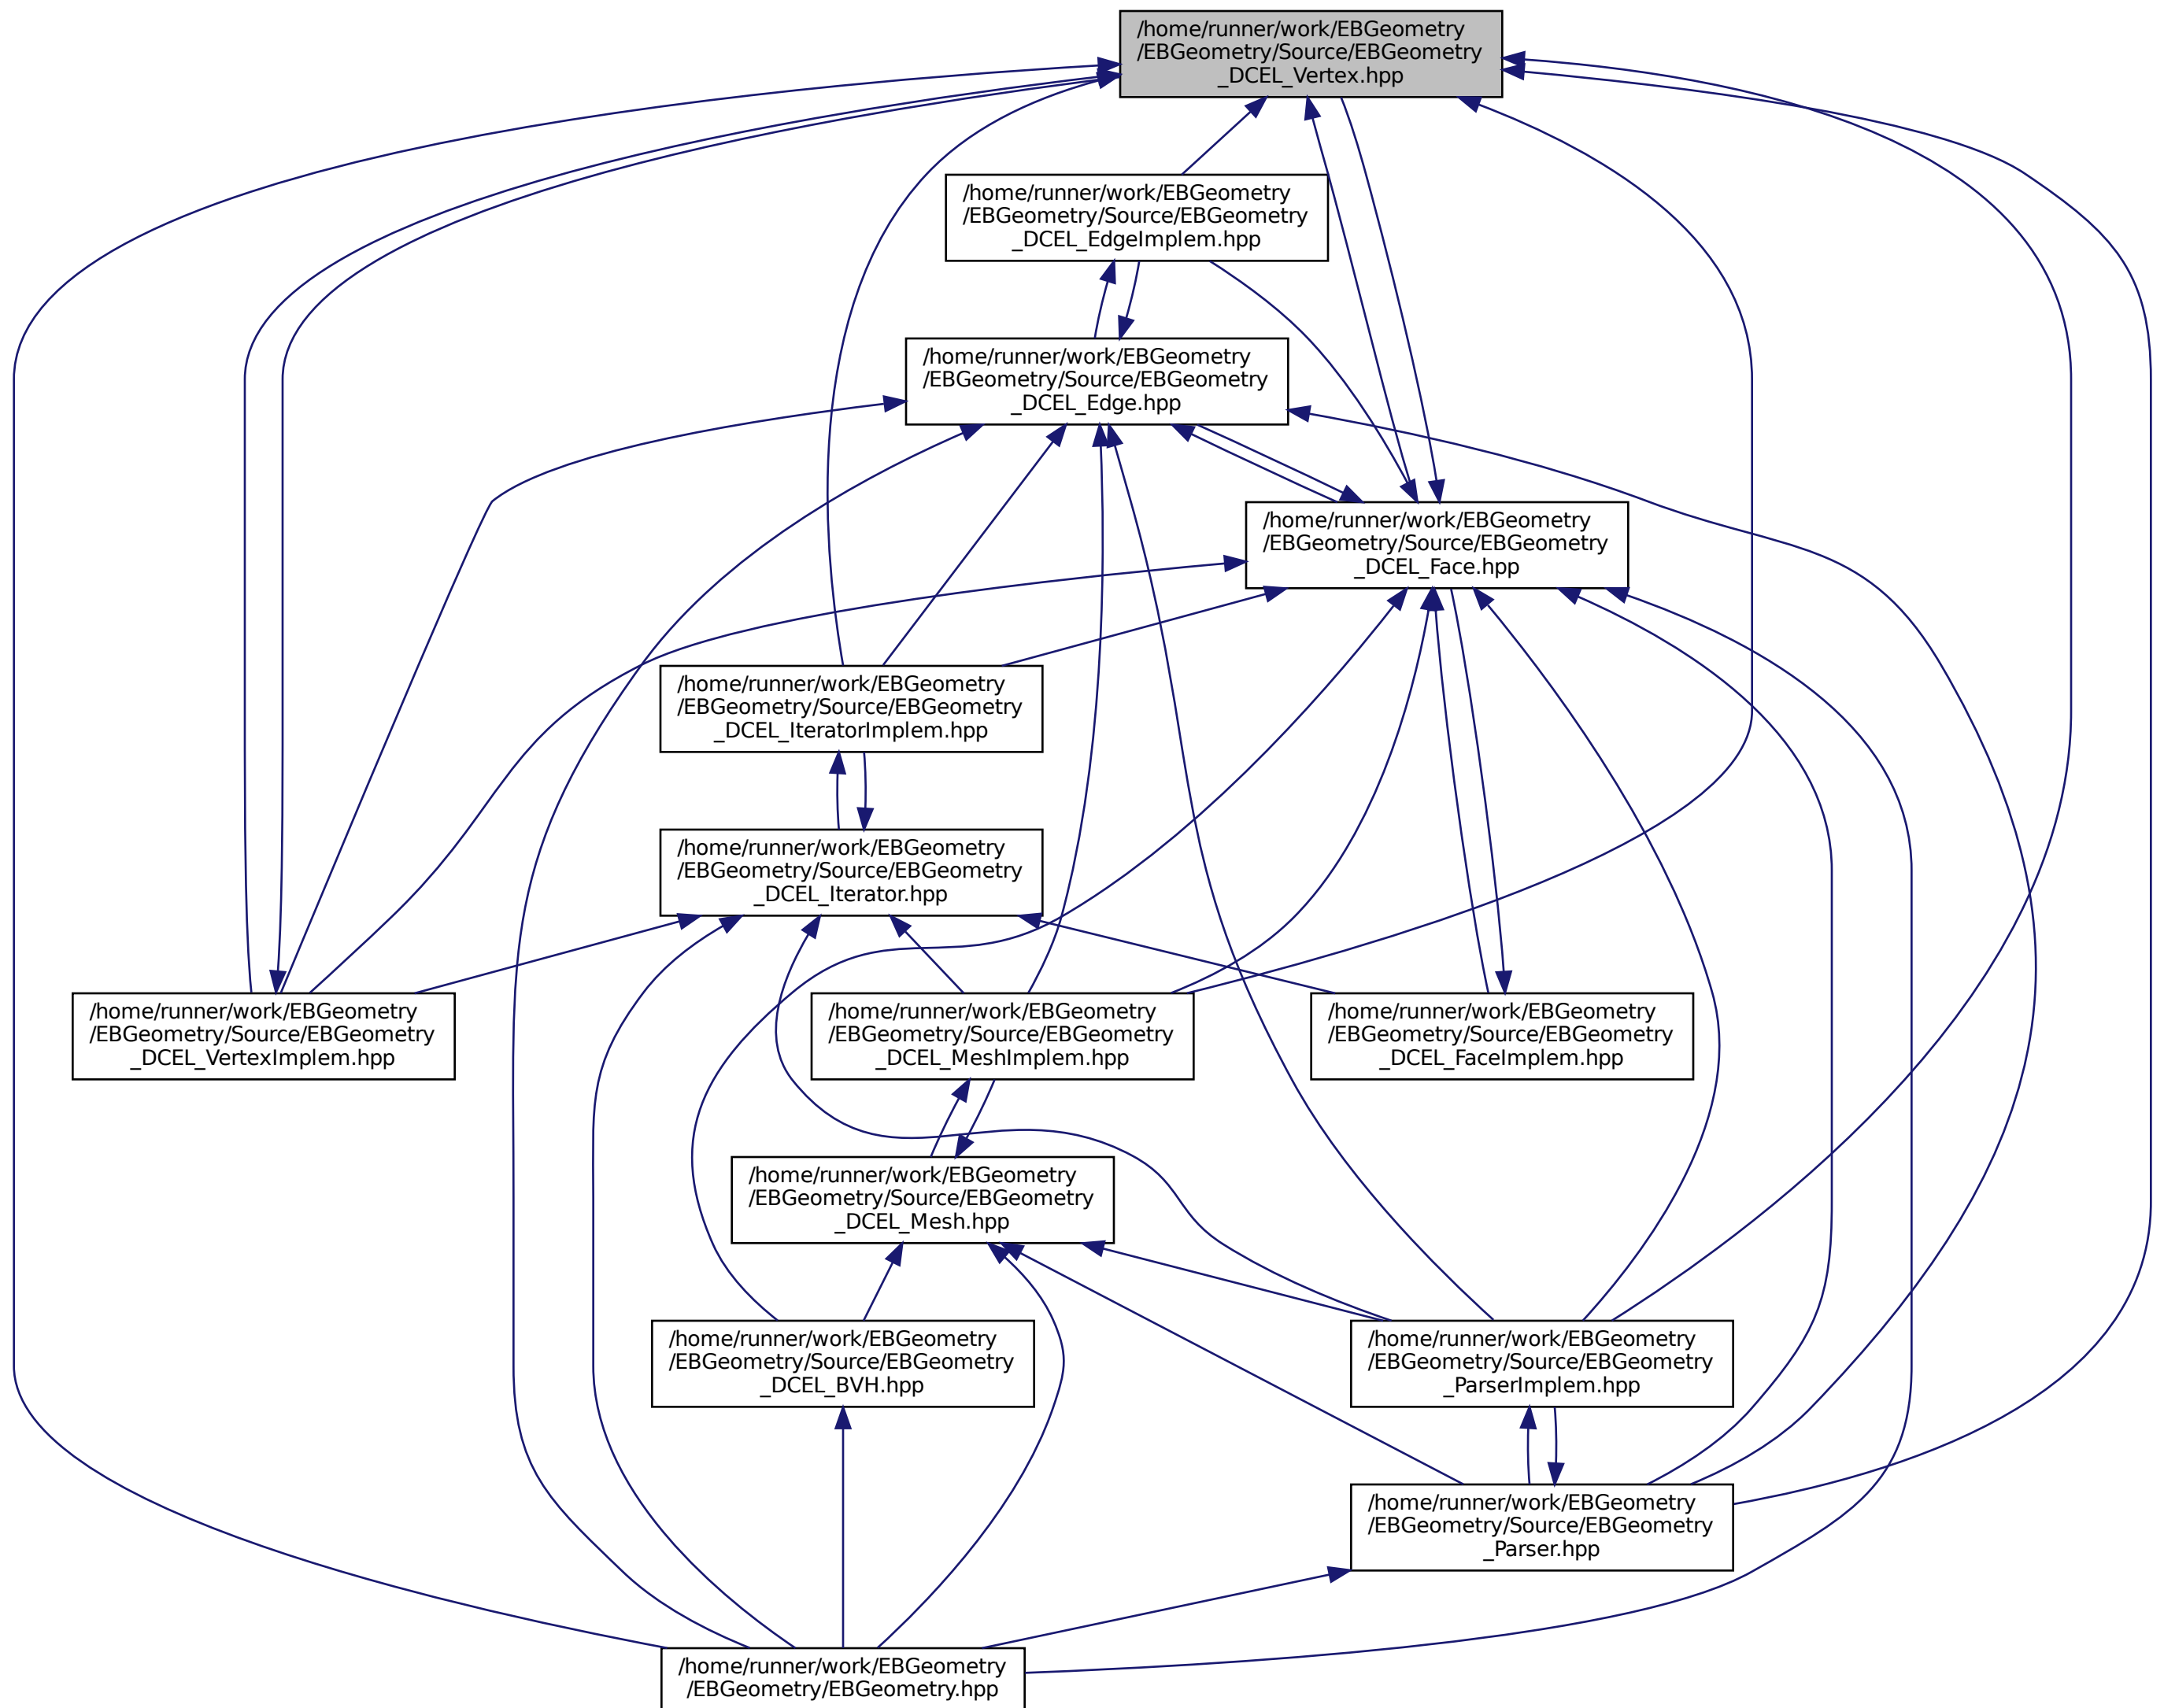 /home/runner/work/EBGeometry
/EBGeometry/Source/EBGeometry
_DCEL_Vertex.hpp
/home/runner/work/EBGeometry
/EBGeometry/Source/EBGeometry
_DCEL_EdgeImplem.hpp
/home/runner/work/EBGeometry
/EBGeometry/Source/EBGeometry
_DCEL_Edge.hpp
/home/runner/work/EBGeometry
/EBGeometry/Source/EBGeometry
_DCEL_Face.hpp
/home/runner/work/EBGeometry
/EBGeometry/Source/EBGeometry
_DCEL_IteratorImplem.hpp
/home/runner/work/EBGeometry
/EBGeometry/Source/EBGeometry
_DCEL_Iterator.hpp
/home/runner/work/EBGeometry
/EBGeometry/Source/EBGeometry
_DCEL_VertexImplem.hpp
/home/runner/work/EBGeometry
/EBGeometry/Source/EBGeometry
_DCEL_MeshImplem.hpp
/home/runner/work/EBGeometry
/EBGeometry/Source/EBGeometry
_DCEL_FaceImplem.hpp
/home/runner/work/EBGeometry
/EBGeometry/Source/EBGeometry
_DCEL_Mesh.hpp
/home/runner/work/EBGeometry
/EBGeometry/Source/EBGeometry
_DCEL_BVH.hpp
/home/runner/work/EBGeometry
/EBGeometry/Source/EBGeometry
_ParserImplem.hpp
/home/runner/work/EBGeometry
/EBGeometry/Source/EBGeometry
_Parser.hpp
/home/runner/work/EBGeometry
/EBGeometry/EBGeometry.hpp